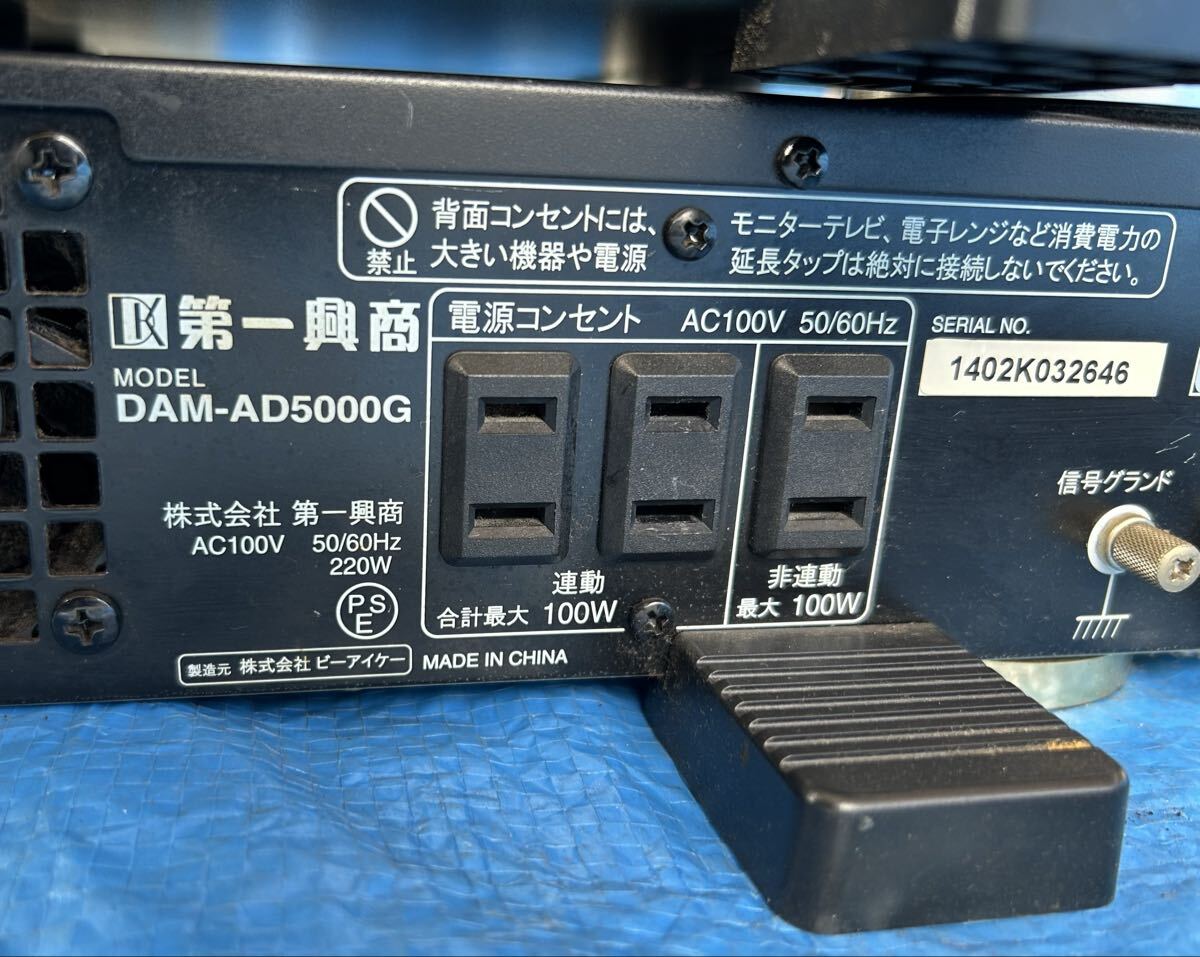 禁止
背面コンセントには、モニターテレビ、電子レンジなど消費電力の
大きい機器や電源延長タップは絶対に接続しないでください。
DK 第一興商
MODEL
DAM-AD5000G
電源コンセント AC100V 50/60Hz
SERIAL NO.
1402K032646
信号グランド
株式会社 第一興商
AC100V 50/60Hz
220W
PSE
連動
合計最大 100W
非連動
最大 100W
製造元 株式会社 ビーアイケー
MADE IN CHINA